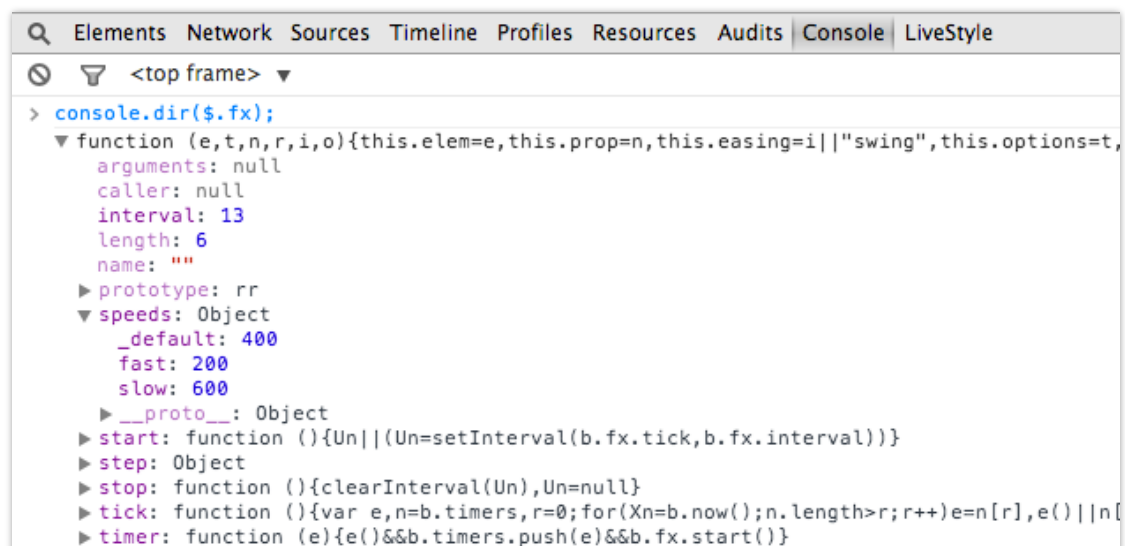 Elements Network Sources Timeline Profiles Resources Audits Console LiveStyle
<top frame> ▼
> console.dir($.fx);
▼ function (e,t,n,r,i,o){this.elem=e,this.prop=n,this.easing=i||"swing",this.options=t,
arguments: null
caller: null
interval: 13
length: 6
name: ""
▶ prototype: rr
▼ speeds: Object
_default: 400
fast: 200
slow: 600
▶ __proto__: Object
▶ start: function (){Un||(Un=setInterval(b.fx.tick,b.fx.interval))}
▶ step: Object
▶ stop: function (){clearInterval(Un),Un=null}
▶ tick: function (){var e,n=b.timers,r=0;for(Xn=b.now();n.length>r;r++)e=n[r],e()||n[
▶ timer: function (e){e()&&b.timers.push(e)&&b.fx.start()}